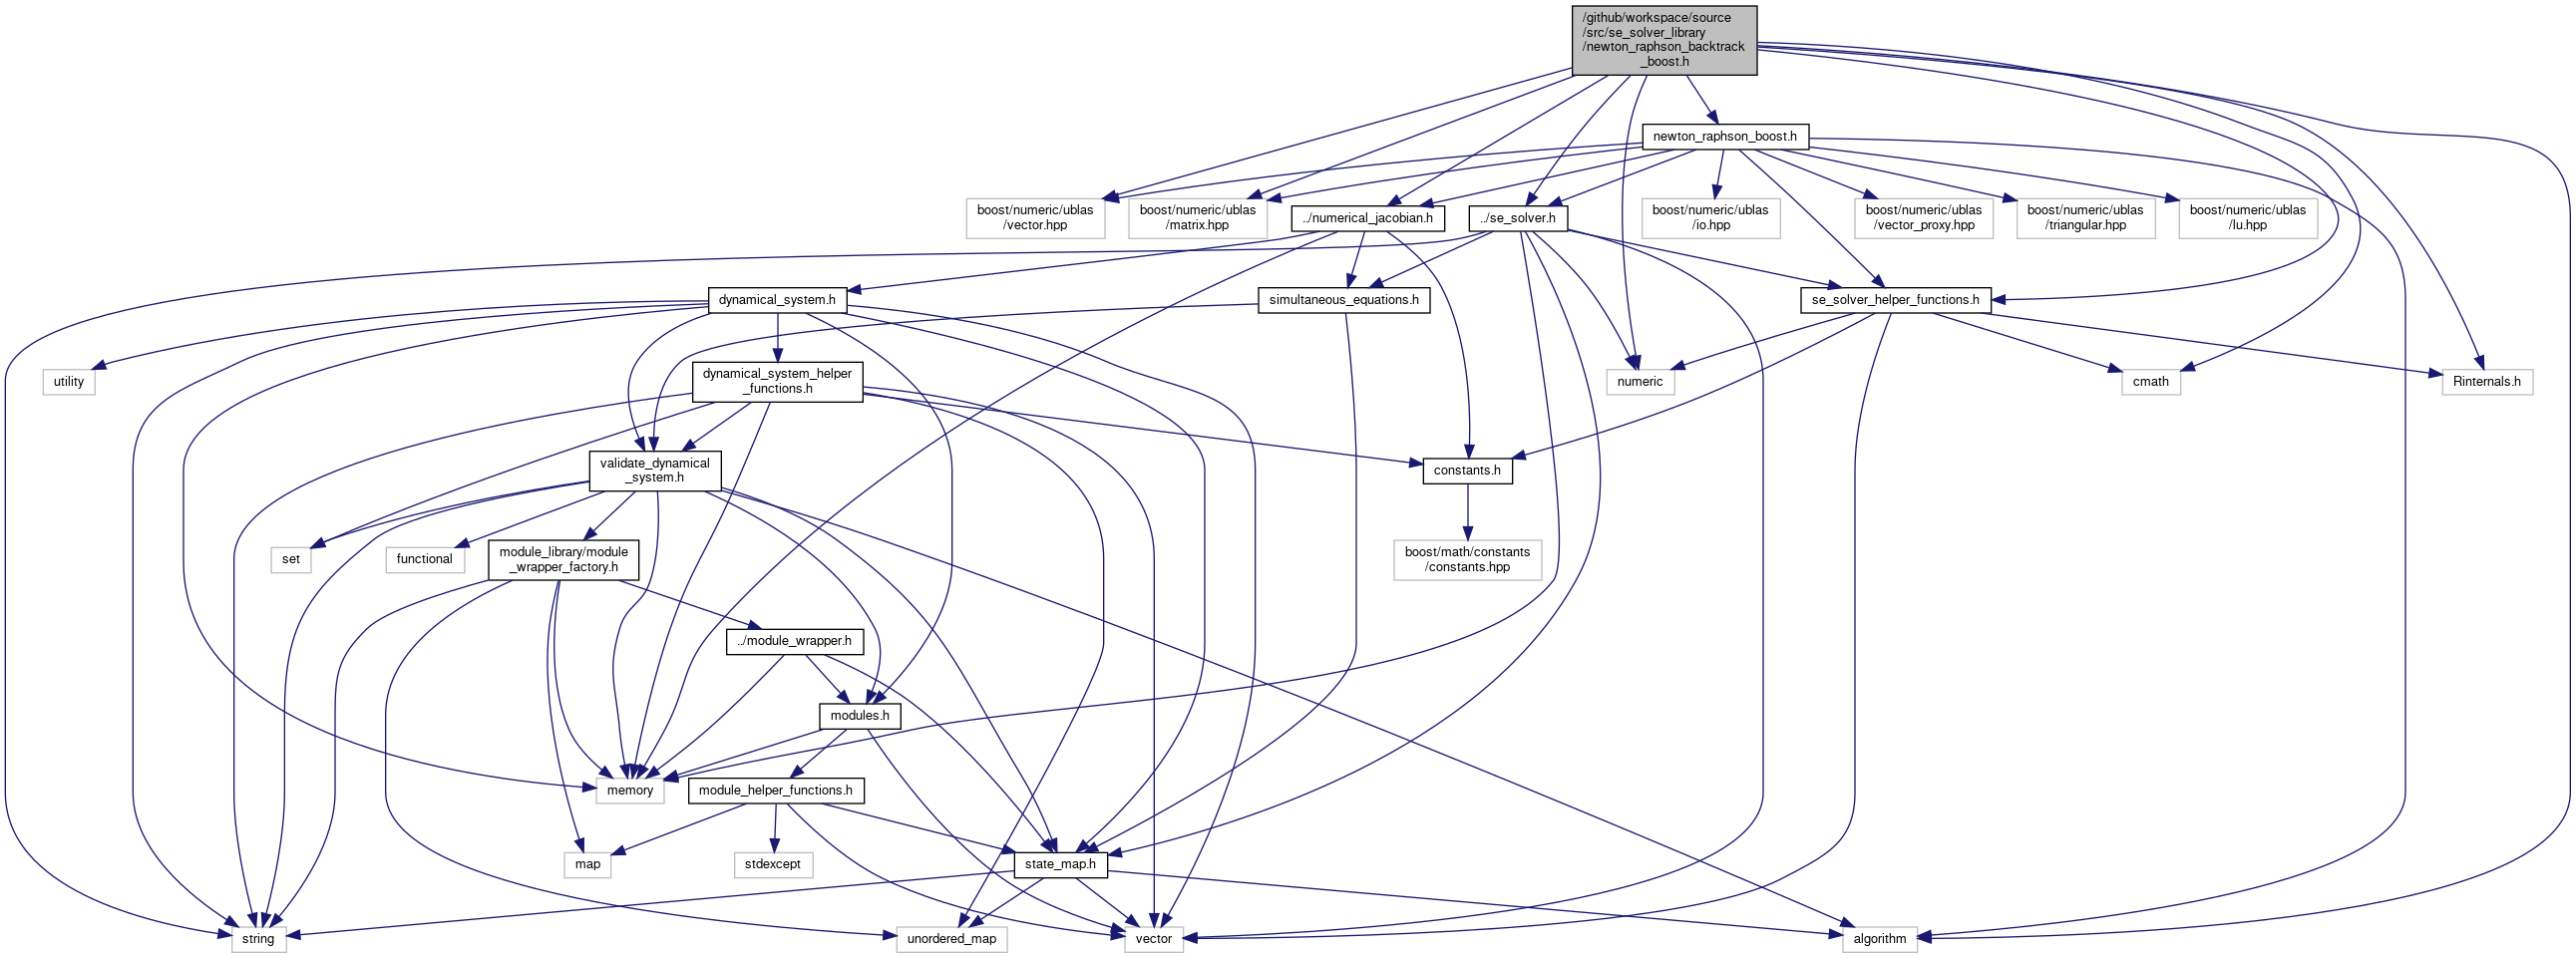 /github/workspace/source
/src/se_solver_library
/newton_raphson_backtrack
_boost.h
newton_raphson_boost.h
boost/numeric/ublas
/vector.hpp
boost/numeric/ublas
/matrix.hpp
../numerical_jacobian.h
../se_solver.h
boost/numeric/ublas
/io.hpp
boost/numeric/ublas
/vector_proxy.hpp
boost/numeric/ublas
/triangular.hpp
boost/numeric/ublas
/lu.hpp
dynamical_system.h
simultaneous_equations.h
se_solver_helper_functions.h
utility
dynamical_system_helper
_functions.h
numeric
cmath
Rinternals.h
validate_dynamical
_system.h
constants.h
set
functional
module_library/module
_wrapper_factory.h
boost/math/constants
/constants.hpp
../module_wrapper.h
modules.h
memory
module_helper_functions.h
map
stdexcept
state_map.h
string
unordered_map
vector
algorithm